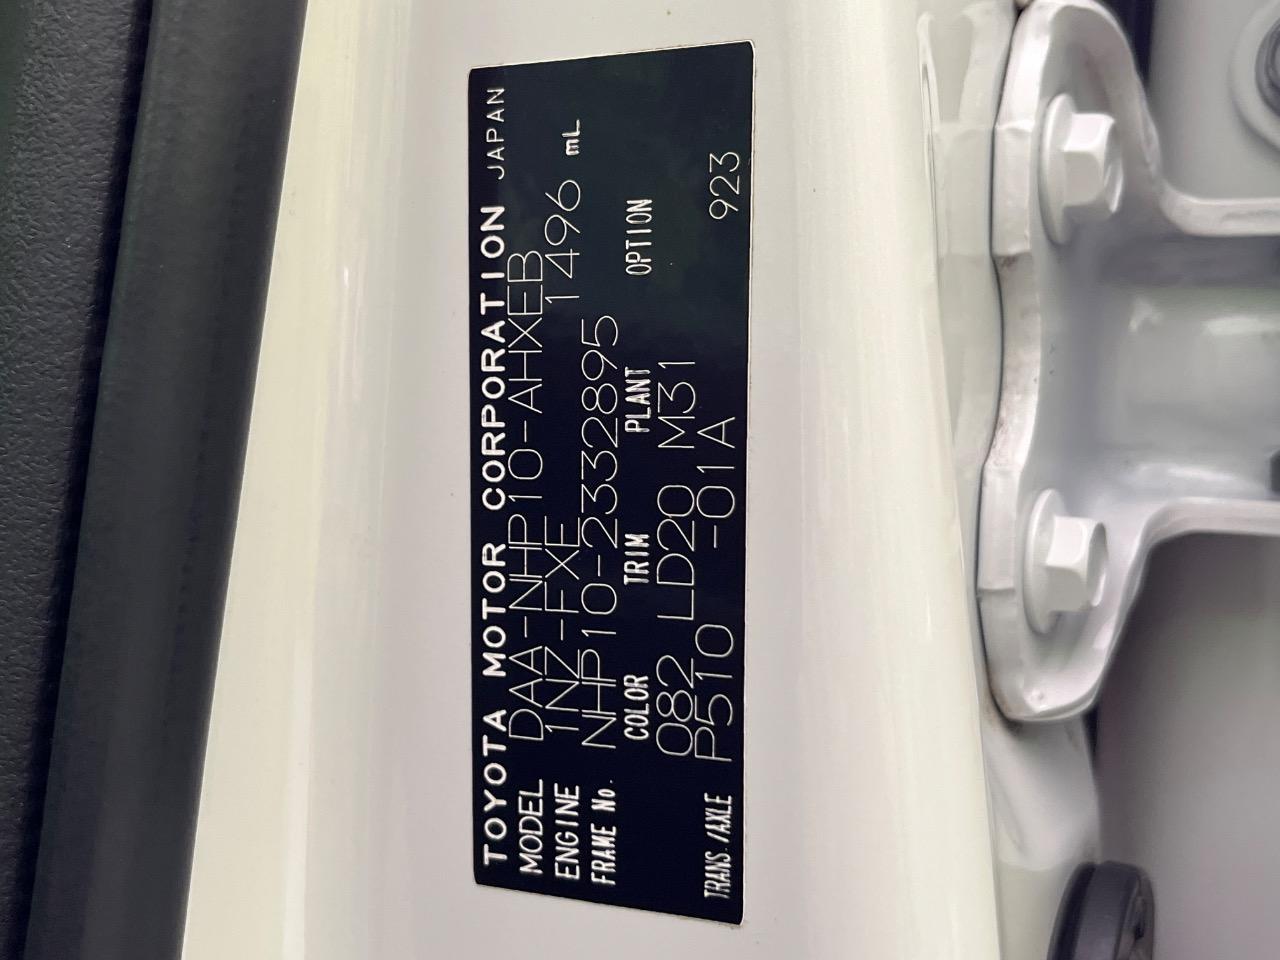 TOYOTA MOTOR CORPORATION JAPAN
MODEL DAA-NHP10-AHXEB
ENGINE 1NZ-FXE 1496 mL
FRAME No. NHP10-2332895
COLOR TRIM PLANT OPTION
082 LD20 M31
TRANS./AXLE P510 -01A 923